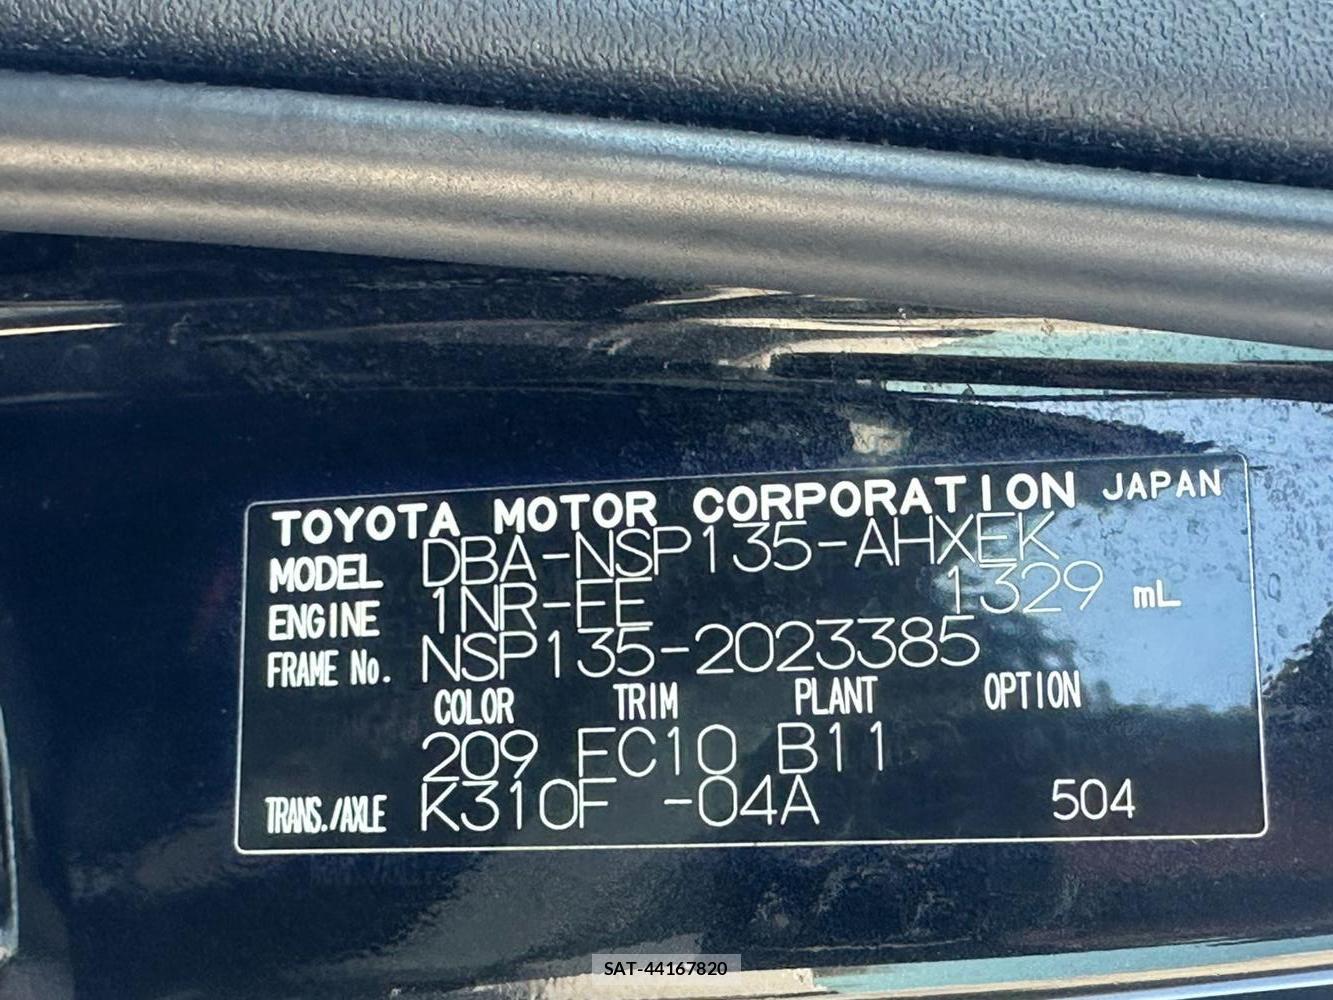 TOYOTA MOTOR CORPORATION JAPAN
MODEL DBA-NSP135-AHXEK
ENGINE 1NR-FE 1329 mL
FRAME No. NSP135-2023385
COLOR TRIM PLANT OPTION
209 FC10 B11
TRANS./AXLE K310F -04A 504
SAT-44167820